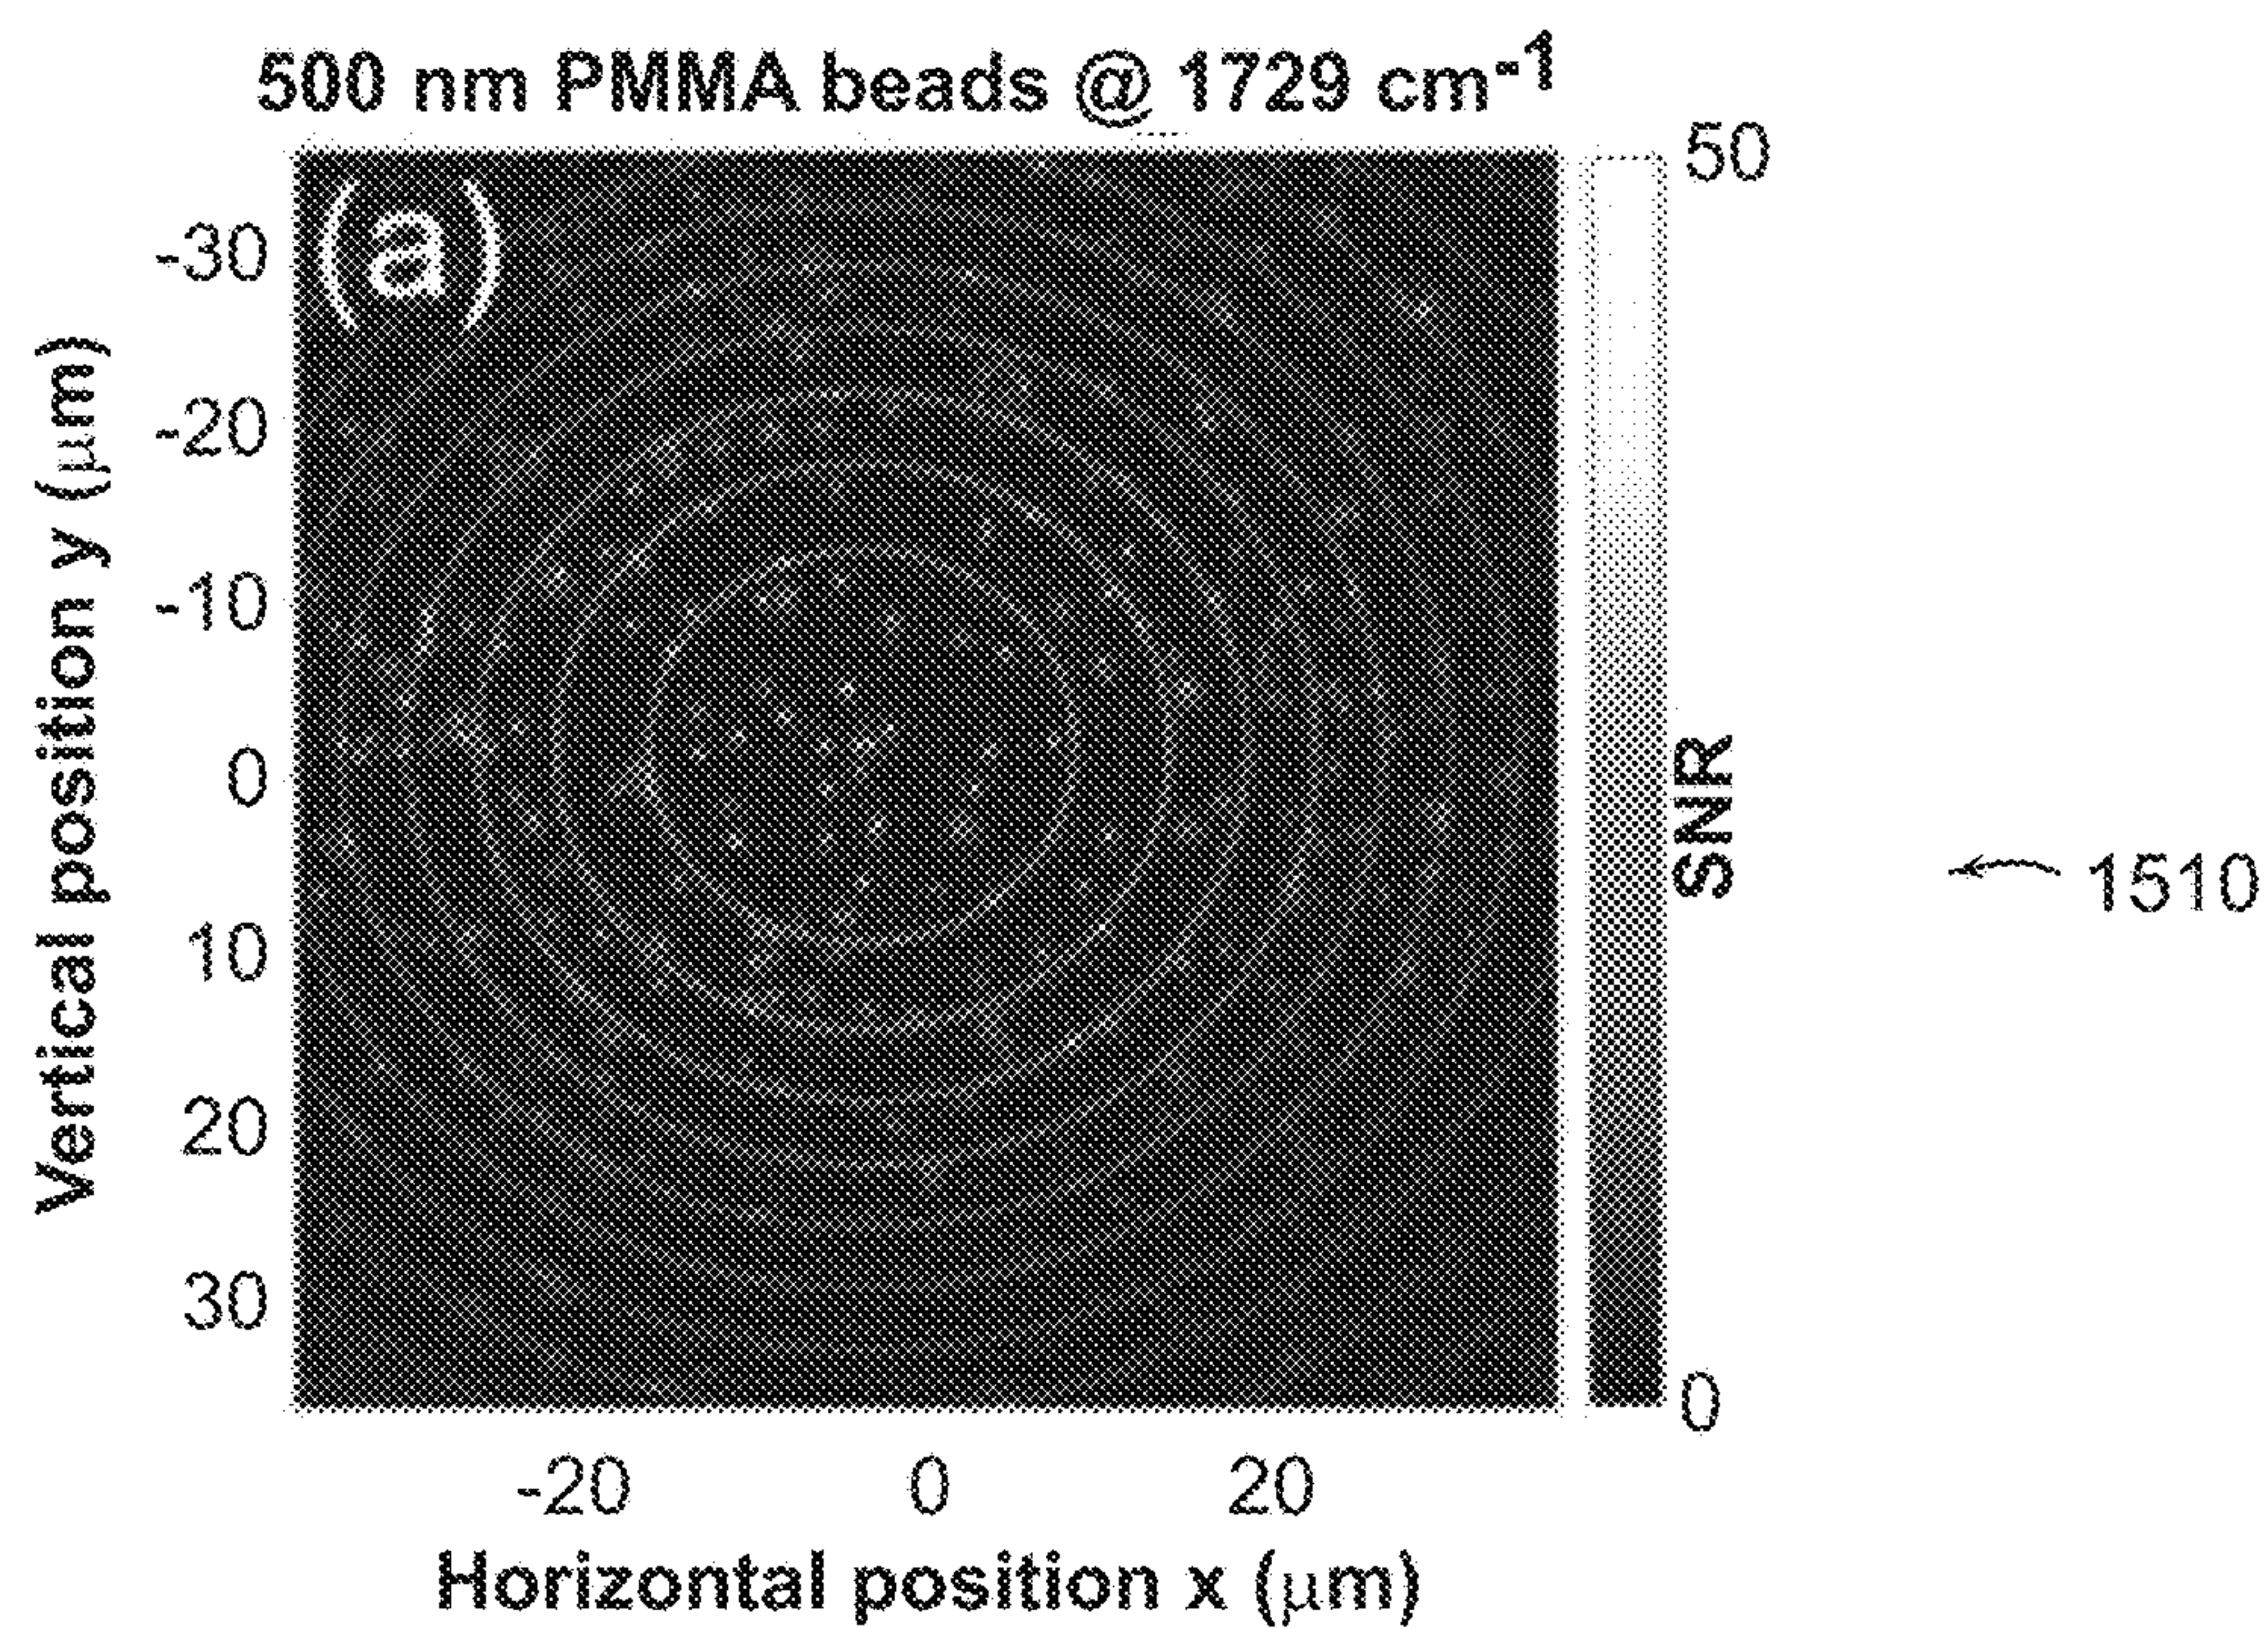 500 nm PMMA beads @ 1729 cm-1
(a)
50
SNR
0
Vertical position y (μm)
-30
-20
-10
0
10
20
30
-20 0 20
Horizontal position x (μm)
1510